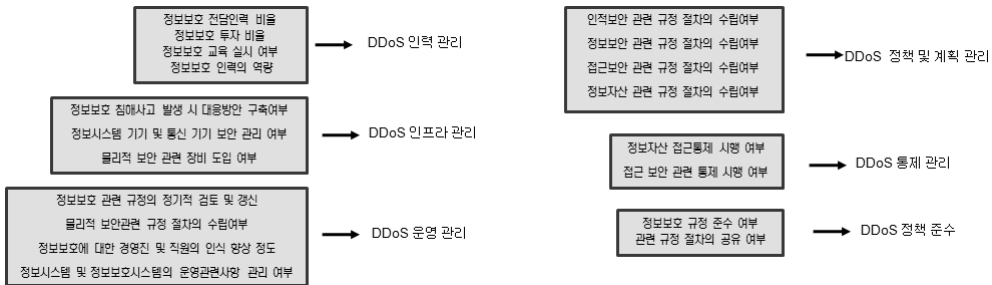 정보보호 전담인력 비율
정보보호 투자 비율
정보보호 교육 실시 여부
정보보호 인력의 역량
DDoS 인력 관리
정보보호 침해사고 발생 시 대응방안 구축여부
정보시스템 기기 및 통신 기기 보안 관리 여부
물리적 보안 관련 장비 도입 여부
DDoS 인프라 관리
정보보호 관련 규정의 정기적 검토 및 갱신
물리적 보안관련 규정 절차의 수립여부
정보보호에 대한 경영진 및 직원의 인식 향상 정도
정보시스템 및 정보보호시스템의 운영관련사항 관리 여부
DDoS 운영 관리
인적보안 관련 규정 절차의 수립여부
정보보안 관련 규정 절차의 수립여부
접근보안 관련 규정 절차의 수립여부
정보자산 관련 규정 절차의 수립여부
DDoS 정책 및 계획 관리
정보자산 접근통제 시행 여부
접근 보안 관련 통제 시행 여부
DDoS 통제 관리
정보보호 규정 준수 여부
관련 규정 절차의 공유 여부
DDoS 정책 준수